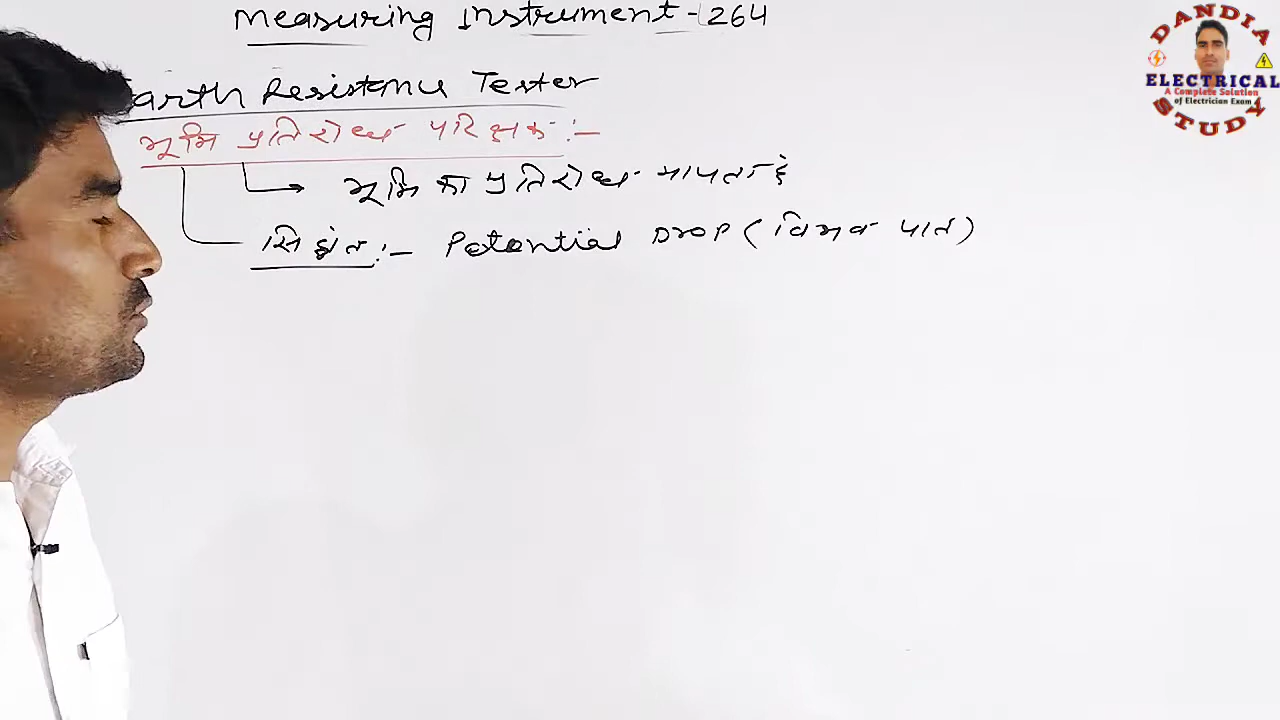 Measuring Instrument - 264
Earth Resistance Tester
भूमि प्रतिरोध परिक्षक :-
भूमि का प्रतिरोध मापता है
सिद्धांत :- Potential Drop (विभव पात)
DANDIA
ELECTRICAL
A Complete Solution
of Electrician Exam
STUDY